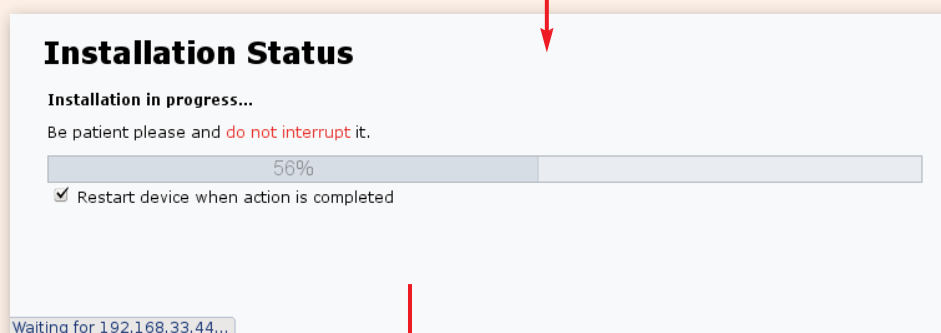 Installation Status
Installation in progress...
Be patient please and do not interrupt it.
56%
Restart device when action is completed
Waiting for 192.168.33.44...